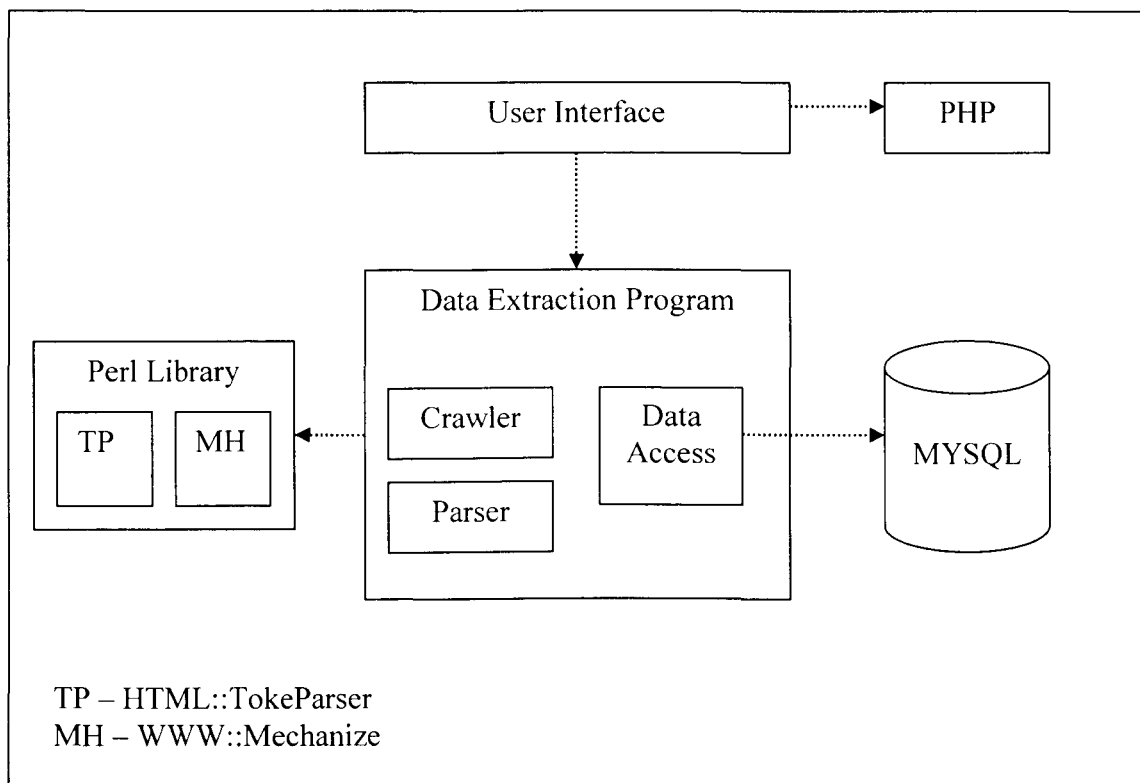 User Interface
PHP
Data Extraction Program
Perl Library
TP
MH
Crawler
Parser
Data
Access
MYSQL
TP – HTML::TokeParser
MH – WWW::Mechanize